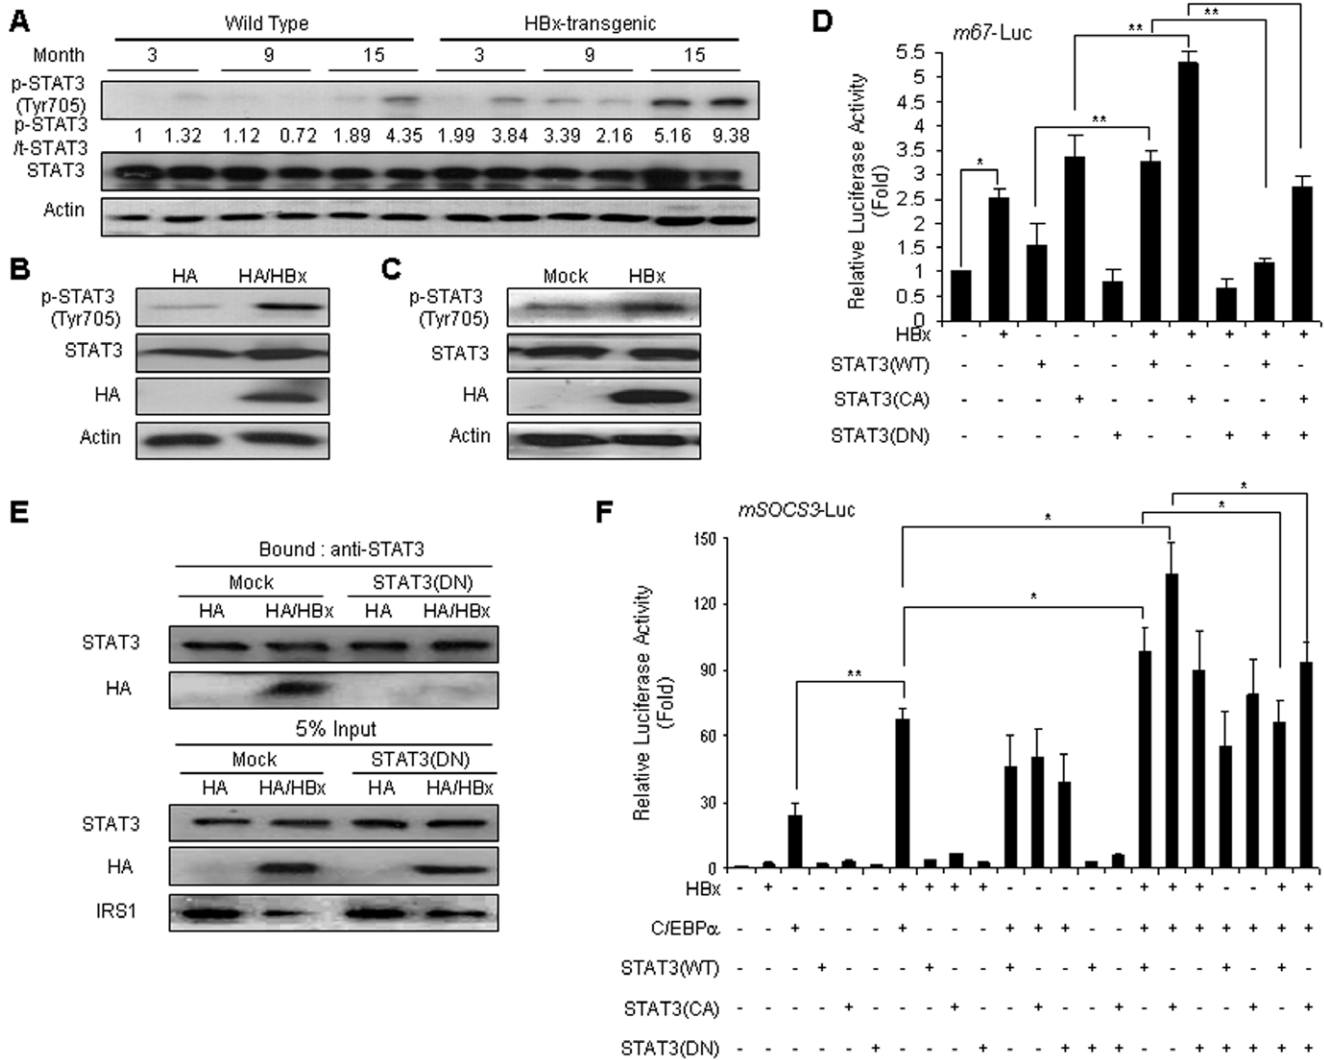 A
Wild Type HBx-transgenic
Month 3 9 15 3 9 15
p-STAT3
(Tyr705)
p-STAT3
/t-STAT3
1 1.32 1.12 0.72 1.89 4.35 1.99 3.84 3.39 2.16 5.16 9.38
STAT3
Actin
B
HA HA/HBx
p-STAT3
(Tyr705)
STAT3
HA
Actin
C
Mock HBx
p-STAT3
(Tyr705)
STAT3
HA
Actin
D
m67-Luc
Relative Luciferase Activity
(Fold)
5.5
5
4.5
4
3.5
3
2.5
2
1.5
1
0.5
0
*
**
**
**
**
HBx - + - - - + + + + +
STAT3(WT) - - + - - + - - + -
STAT3(CA) - - - + - - + - - +
STAT3(DN) - - - - + - - + + +
E
Bound : anti-STAT3
Mock STAT3(DN)
HA HA/HBx HA HA/HBx
STAT3
HA
5% Input
Mock STAT3(DN)
HA HA/HBx HA HA/HBx
STAT3
HA
IRS1
F
mSOCS3-Luc
Relative Luciferase Activity
(Fold)
150
120
90
60
30
0
**
*
*
*
*
HBx - + - - - - + + + + - - - - - + + + - - + +
C/EBPα - - + - - - + - - - + + + - - + + + + + + +
STAT3(WT) - - - + - - - + - - + - - + - + - - + - + -
STAT3(CA) - - - - + - - - + - - + - - + - + - - + - +
STAT3(DN) - - - - - + - - - + - - + + + - - + + + + +